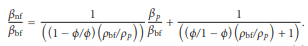 β_nf / β_bf = 1 / ((1 − ϕ/ϕ)(ρ_bf/ρ_p)) β_p / β_bf + 1 / ((ϕ/1 − ϕ)(ρ_bf/ρ_p) + 1).